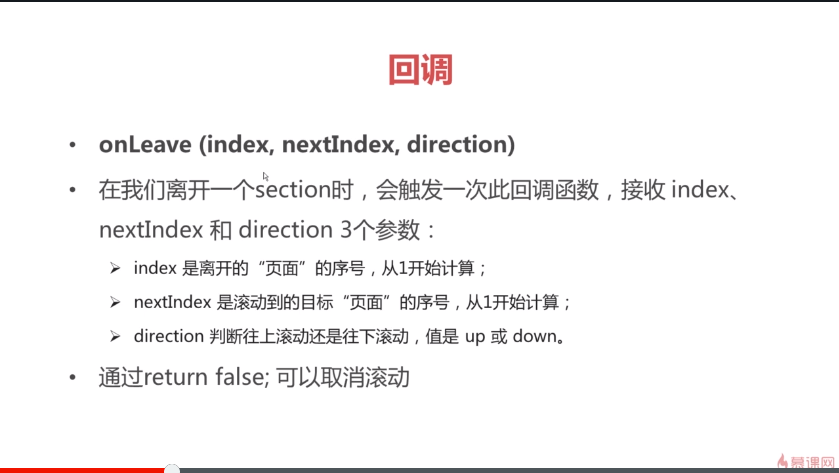 回调
• onLeave (index, nextIndex, direction)
• 在我们离开一个section时，会触发一次此回调函数，接收 index、
nextIndex 和 direction 3个参数：
➢ index 是离开的“页面”的序号，从1开始计算；
➢ nextIndex 是滚动到的目标“页面”的序号，从1开始计算；
➢ direction 判断往上滚动还是往下滚动，值是 up 或 down。
• 通过return false; 可以取消滚动
慕课网